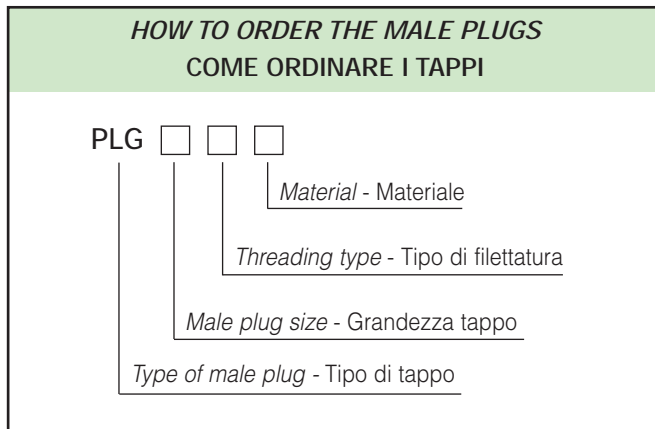 HOW TO ORDER THE MALE PLUGS
COME ORDINARE I TAPPI
PLG
Material - Materiale
Threading type - Tipo di filettatura
Male plug size - Grandezza tappo
Type of male plug - Tipo di tappo